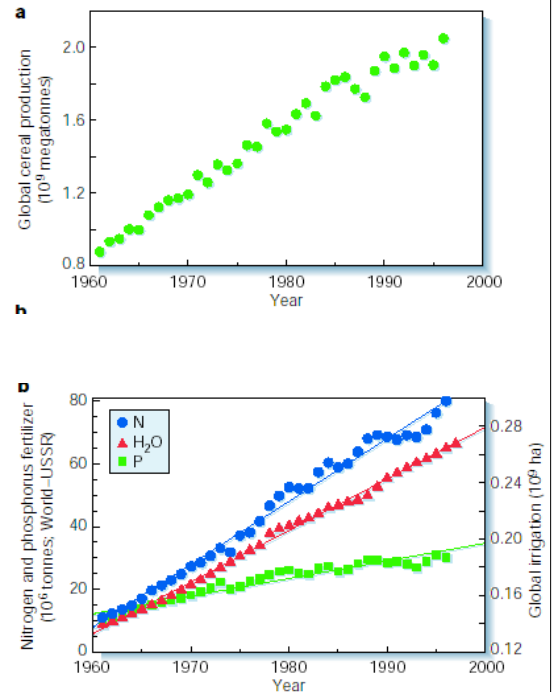 a
Global cereal production
(10⁹ megatonnes)
2.0
1.6
1.2
0.8
1960
1970
1980
1990
2000
Year
b
Nitrogen and phosphorus fertilizer
(10⁶ tonnes; World–USSR)
80
60
40
20
0
N
H₂O
P
0.28
0.24
0.20
0.16
0.12
Global irrigation (10⁹ ha)
1960
1970
1980
1990
2000
Year